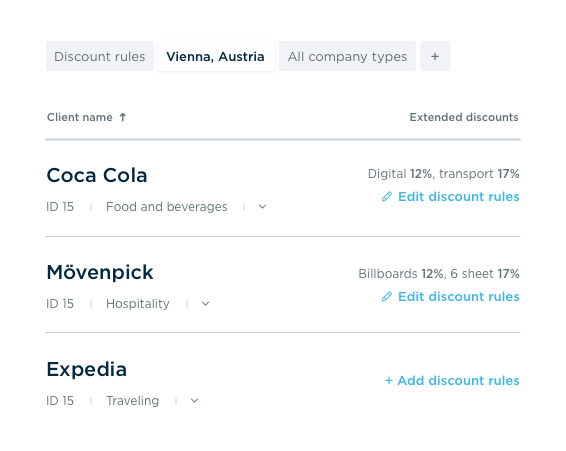 Discount rules Vienna, Austria All company types +
Client name ↑ Extended discounts
Coca Cola
Digital 12%, transport 17%
Edit discount rules
ID 15 Food and beverages
Mövenpick
Billboards 12%, 6 sheet 17%
Edit discount rules
ID 15 Hospitality
Expedia
+ Add discount rules
ID 15 Traveling